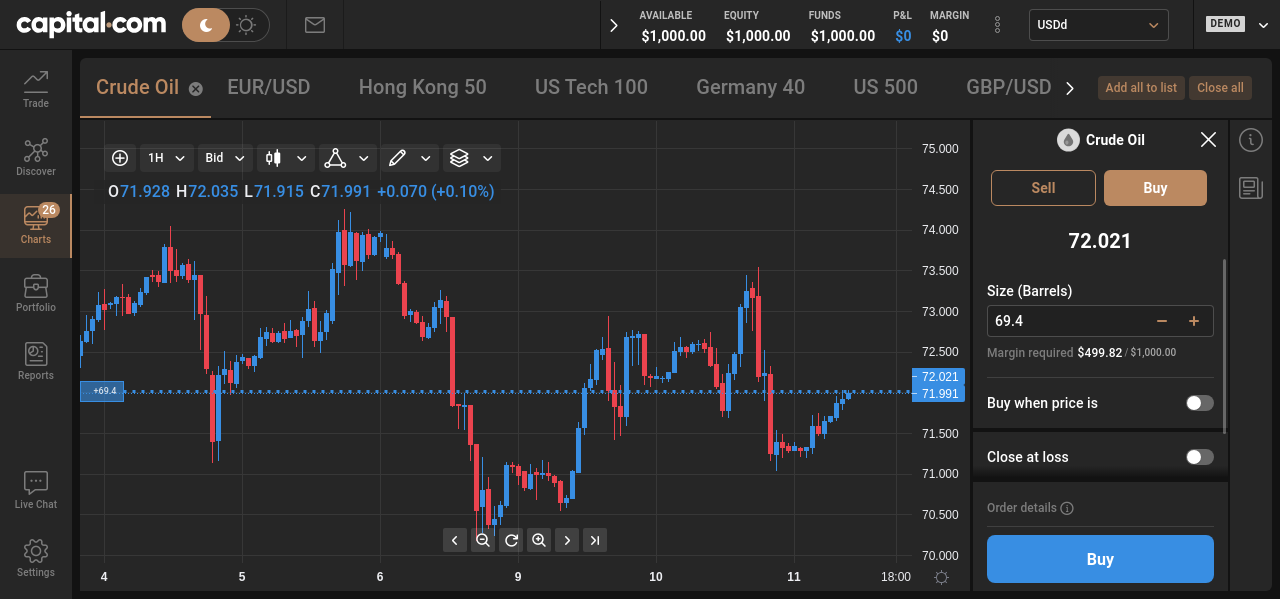 capital.com
AVAILABLE
$1,000.00
EQUITY
$1,000.00
FUNDS
$1,000.00
P&L
$0
MARGIN
$0
USDd
DEMO
Trade
Discover
26
Charts
Portfolio
Reports
Live Chat
Settings
Crude Oil
EUR/USD
Hong Kong 50
US Tech 100
Germany 40
US 500
GBP/USD
Add all to list
Close all
1H
Bid
O71.928 H72.035 L71.915 C71.991 +0.070 (+0.10%)
+69.4
75.000
74.500
74.000
73.500
73.000
72.500
72.021
71.991
71.500
71.000
70.500
70.000
4
5
6
9
10
11
18:00
Crude Oil
Sell
Buy
72.021
Size (Barrels)
69.4
Margin required $499.82 / $1,000.00
Buy when price is
Close at loss
Order details
Buy